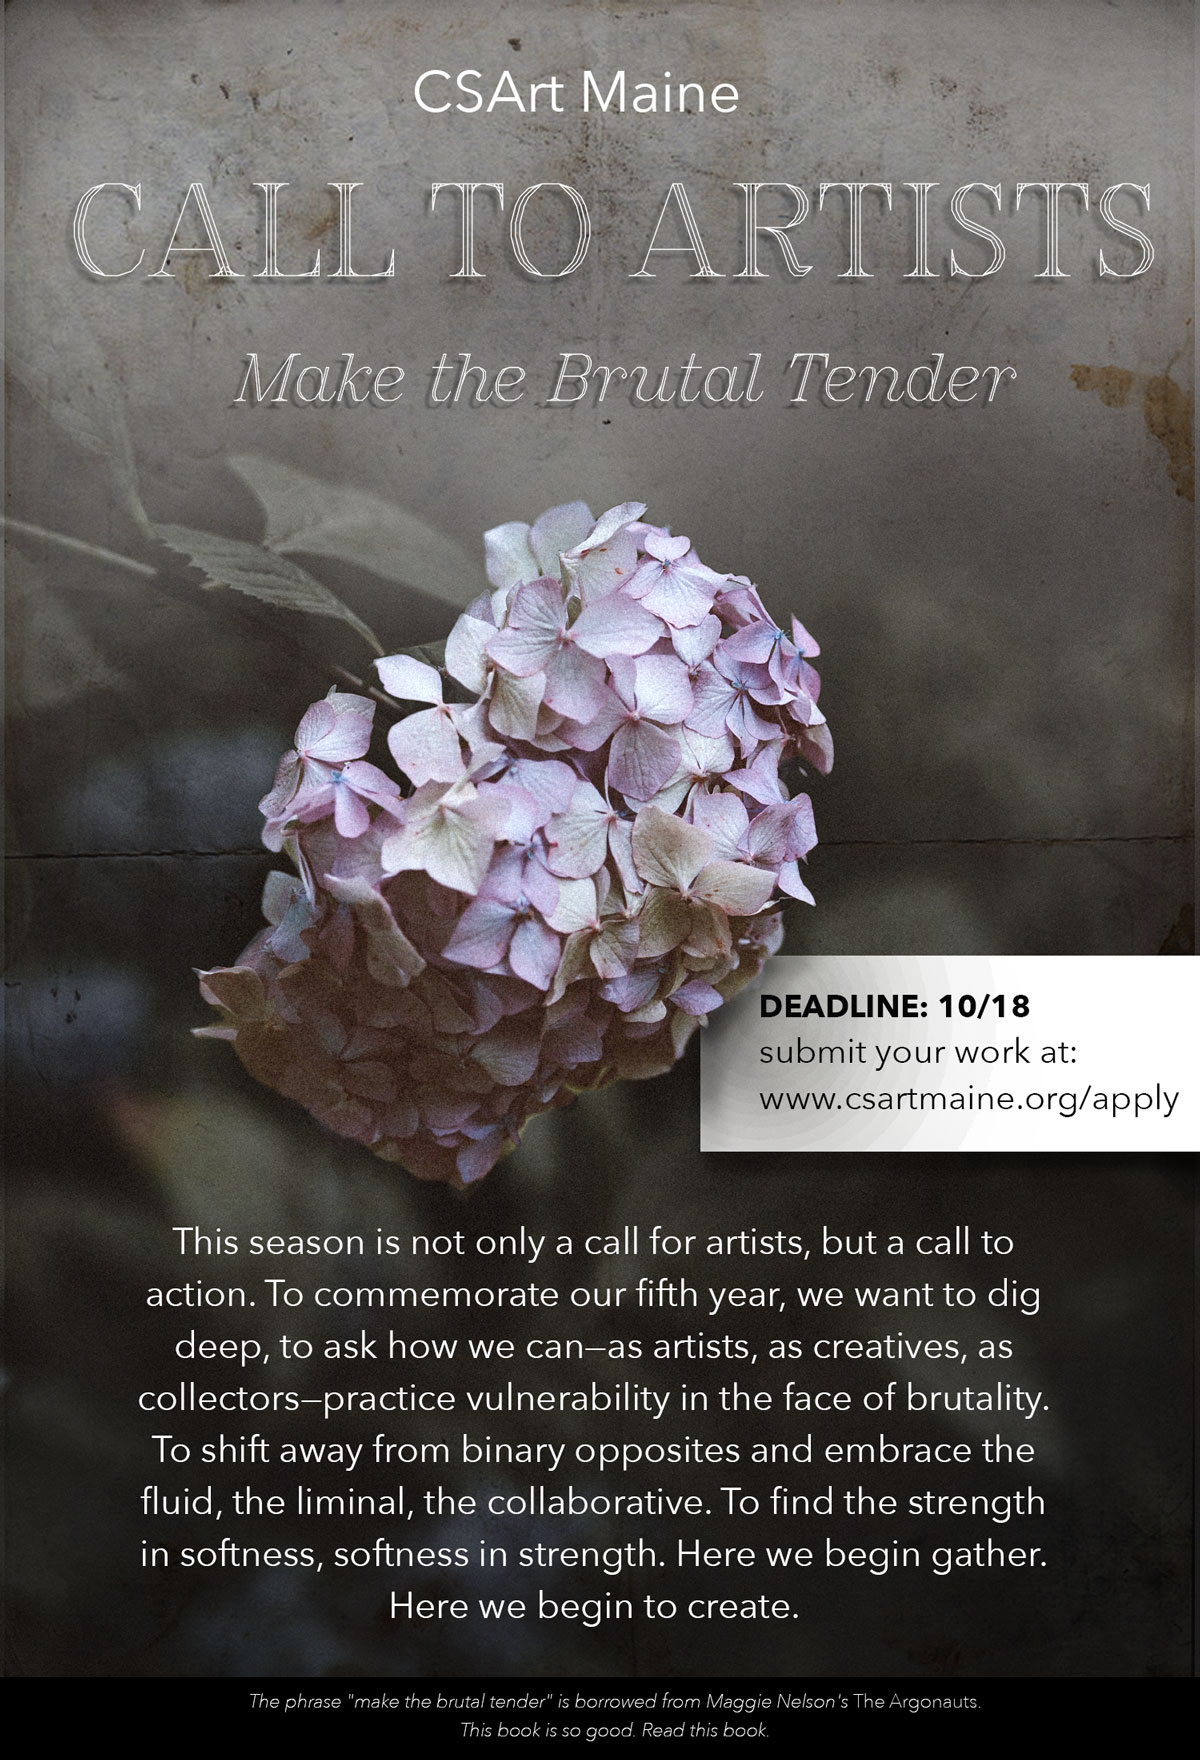 CSArt Maine
CALL TO ARTISTS
Make the Brutal Tender
DEADLINE: 10/18
submit your work at:
www.csartmaine.org/apply
This season is not only a call for artists, but a call to
action. To commemorate our fifth year, we want to dig
deep, to ask how we can—as artists, as creatives, as
collectors—practice vulnerability in the face of brutality.
To shift away from binary opposites and embrace the
fluid, the liminal, the collaborative. To find the strength
in softness, softness in strength. Here we begin gather.
Here we begin to create.
The phrase "make the brutal tender" is borrowed from Maggie Nelson's The Argonauts.
This book is so good. Read this book.